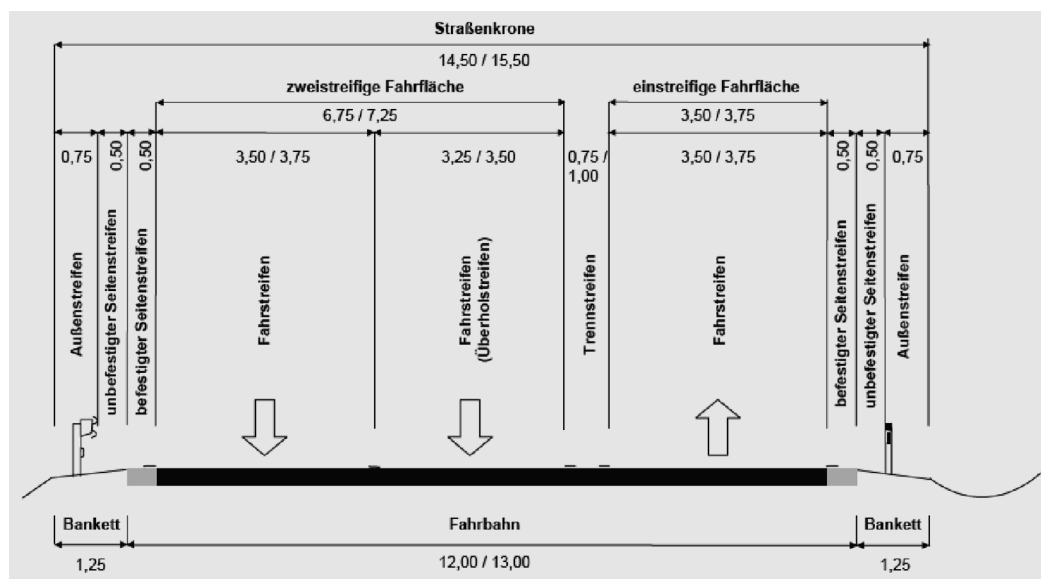 Straßenkrone
14,50 / 15,50
zweistreifige Fahrfläche
einstreifige Fahrfläche
6,75 / 7,25
3,50 / 3,75
0,75
0,50
0,50
3,50 / 3,75
3,25 / 3,50
0,75 /
1,00
3,50 / 3,75
0,50
0,50
0,75
Außenstreifen
unbefestigter Seitenstreifen
befestigter Seitenstreifen
Fahrstreifen
Fahrstreifen
(Überholstreifen)
Trennstreifen
Fahrstreifen
befestigter Seitenstreifen
unbefestigter Seitenstreifen
Außenstreifen
Bankett
Fahrbahn
Bankett
1,25
12,00 / 13,00
1,25